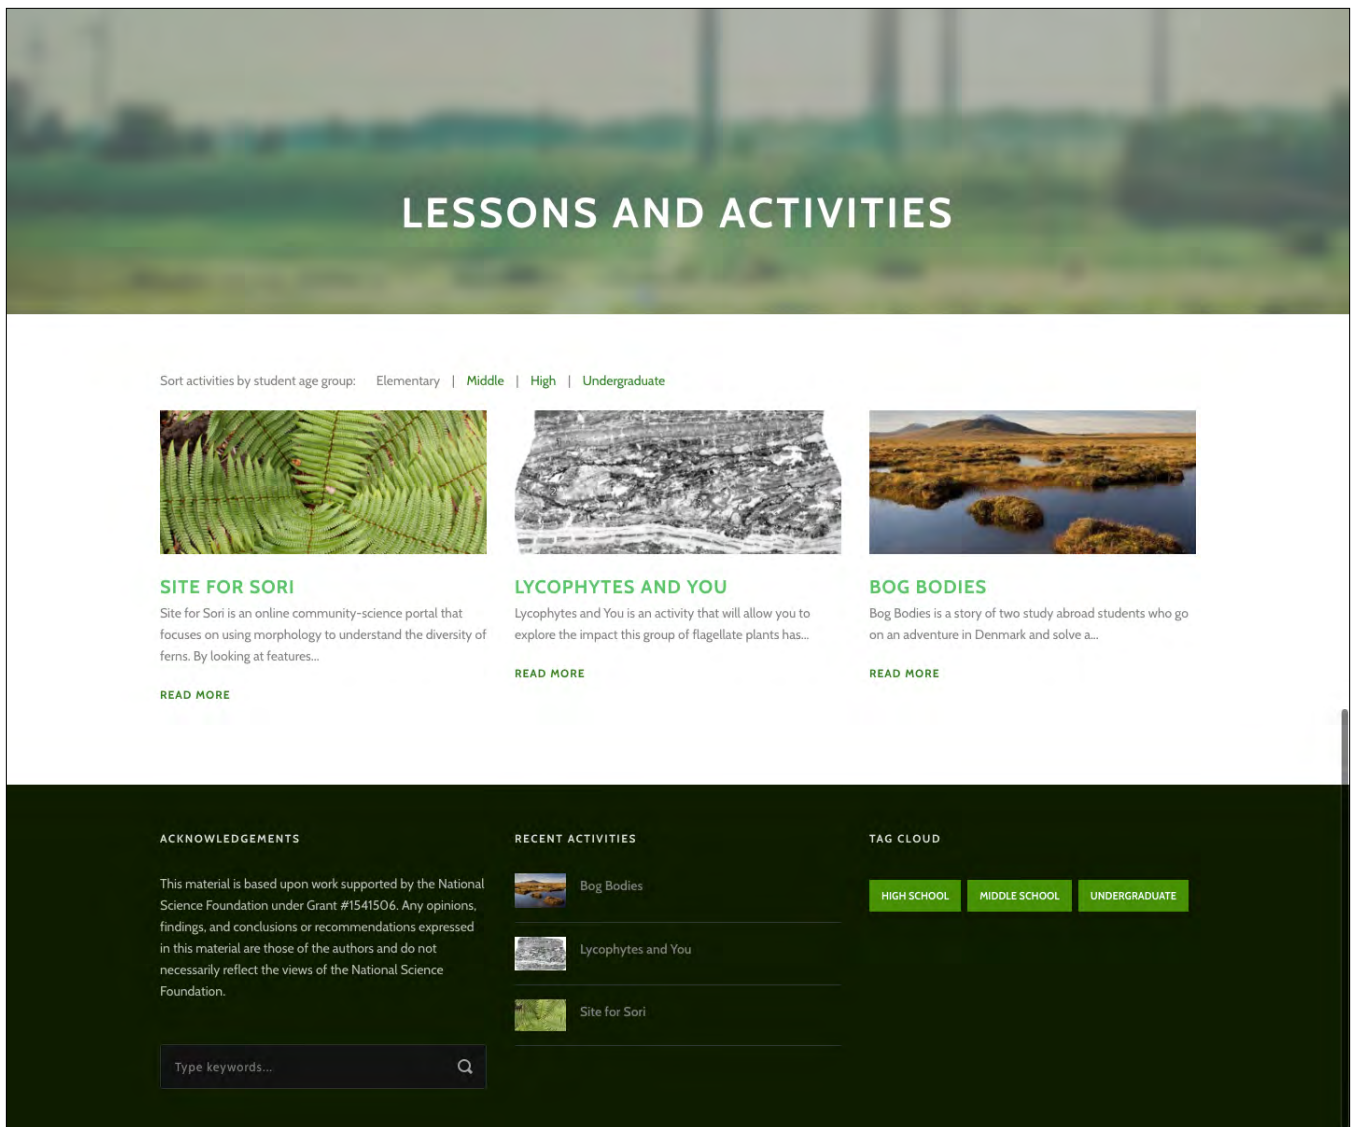 LESSONS AND ACTIVITIES
Sort activities by student age group: Elementary | Middle | High | Undergraduate
SITE FOR SORI
Site for Sori is an online community-science portal that
focuses on using morphology to understand the diversity of
ferns. By looking at features...
READ MORE
LYCOPHYTES AND YOU
Lycophytes and You is an activity that will allow you to
explore the impact this group of flagellate plants has...
READ MORE
BOG BODIES
Bog Bodies is a story of two study abroad students who go
on an adventure in Denmark and solve a...
READ MORE
ACKNOWLEDGEMENTS
This material is based upon work supported by the National
Science Foundation under Grant #1541506. Any opinions,
findings, and conclusions or recommendations expressed
in this material are those of the authors and do not
necessarily reflect the views of the National Science
Foundation.
Type keywords...
RECENT ACTIVITIES
Bog Bodies
Lycophytes and You
Site for Sori
TAG CLOUD
HIGH SCHOOL MIDDLE SCHOOL UNDERGRADUATE